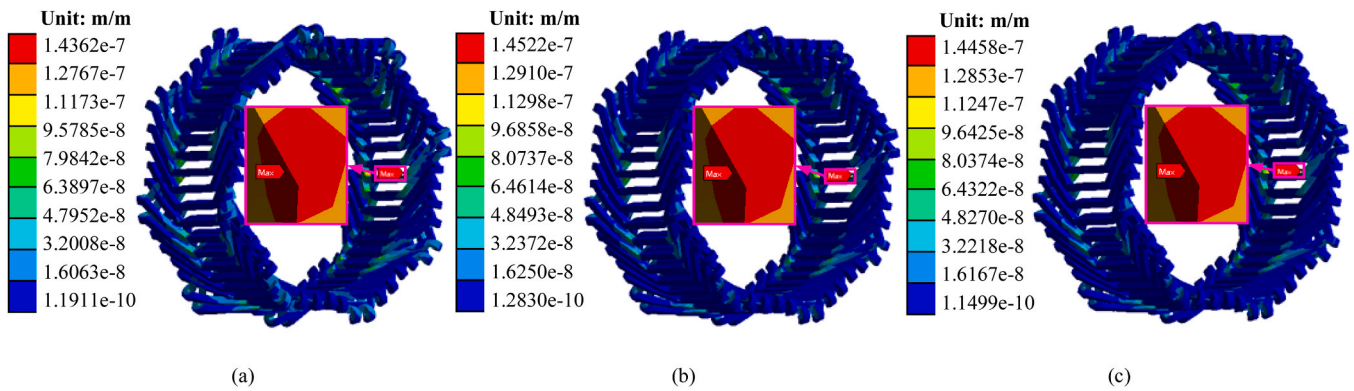 Unit: m/m
1.4362e-7
1.2767e-7
1.1173e-7
9.5785e-8
7.9842e-8
6.3897e-8
4.7952e-8
3.2008e-8
1.6063e-8
1.1911e-10
Max
Max
(a)
Unit: m/m
1.4522e-7
1.2910e-7
1.1298e-7
9.6858e-8
8.0737e-8
6.4614e-8
4.8493e-8
3.2372e-8
1.6250e-8
1.2830e-10
Max
Max
(b)
Unit: m/m
1.4458e-7
1.2853e-7
1.1247e-7
9.6425e-8
8.0374e-8
6.4322e-8
4.8270e-8
3.2218e-8
1.6167e-8
1.1499e-10
Max
Max
(c)